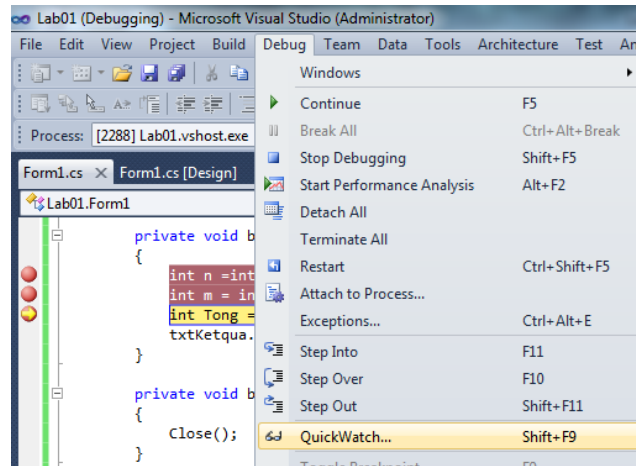 Lab01 (Debugging) - Microsoft Visual Studio (Administrator)
File Edit View Project Build Debug Team Data Tools Architecture Test
Process: [2288] Lab01.vshost.exe
Form1.cs Form1.cs [Design]
Lab01.Form1
private void b
{
int n =int
int m = in
int Tong =
txtKetqua.
}
private void b
{
Close();
}
Windows
Continue F5
Break All Ctrl+Alt+Break
Stop Debugging Shift+F5
Start Performance Analysis Alt+F2
Detach All
Terminate All
Restart Ctrl+Shift+F5
Attach to Process...
Exceptions... Ctrl+Alt+E
Step Into F11
Step Over F10
Step Out Shift+F11
QuickWatch... Shift+F9
Toggle Breakpoint F9